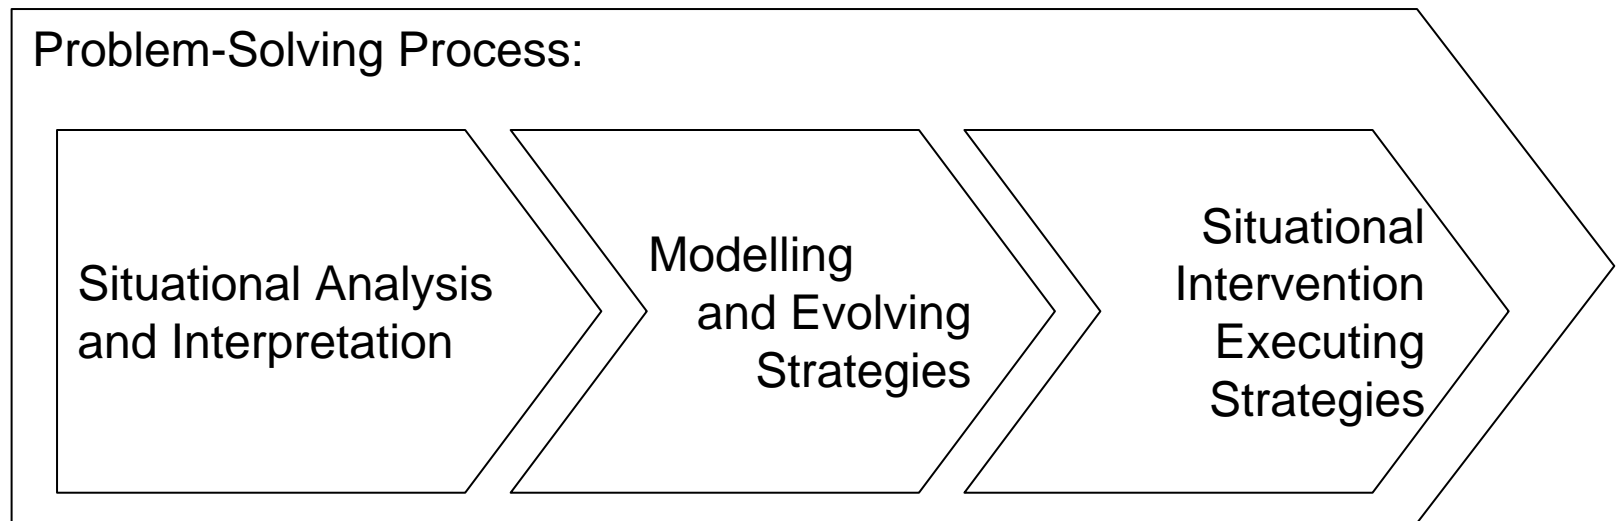 Problem-Solving Process:
Situational Analysis
and Interpretation
Modelling
and Evolving
Strategies
Situational
Intervention
Executing
Strategies